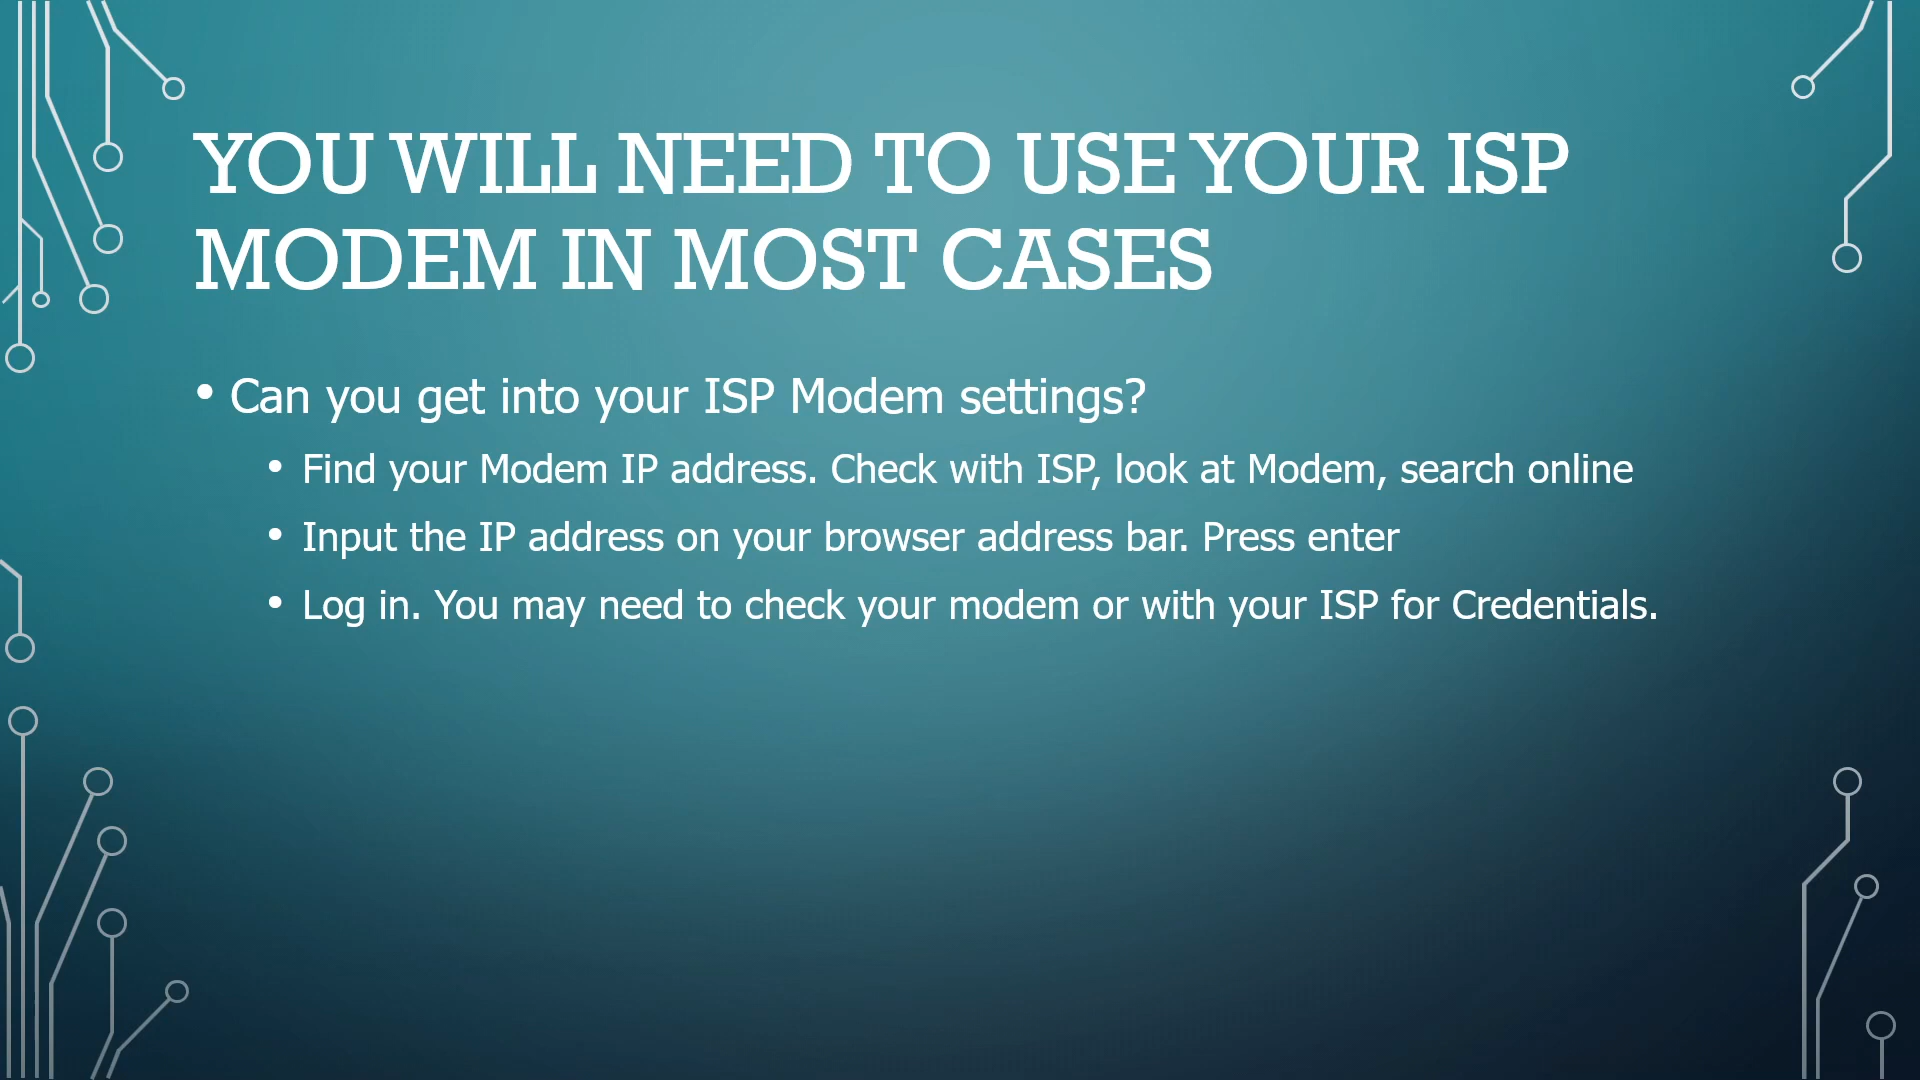 YOU WILL NEED TO USE YOUR ISP
MODEM IN MOST CASES
• Can you get into your ISP Modem settings?
• Find your Modem IP address. Check with ISP, look at Modem, search online
• Input the IP address on your browser address bar. Press enter
• Log in. You may need to check your modem or with your ISP for Credentials.